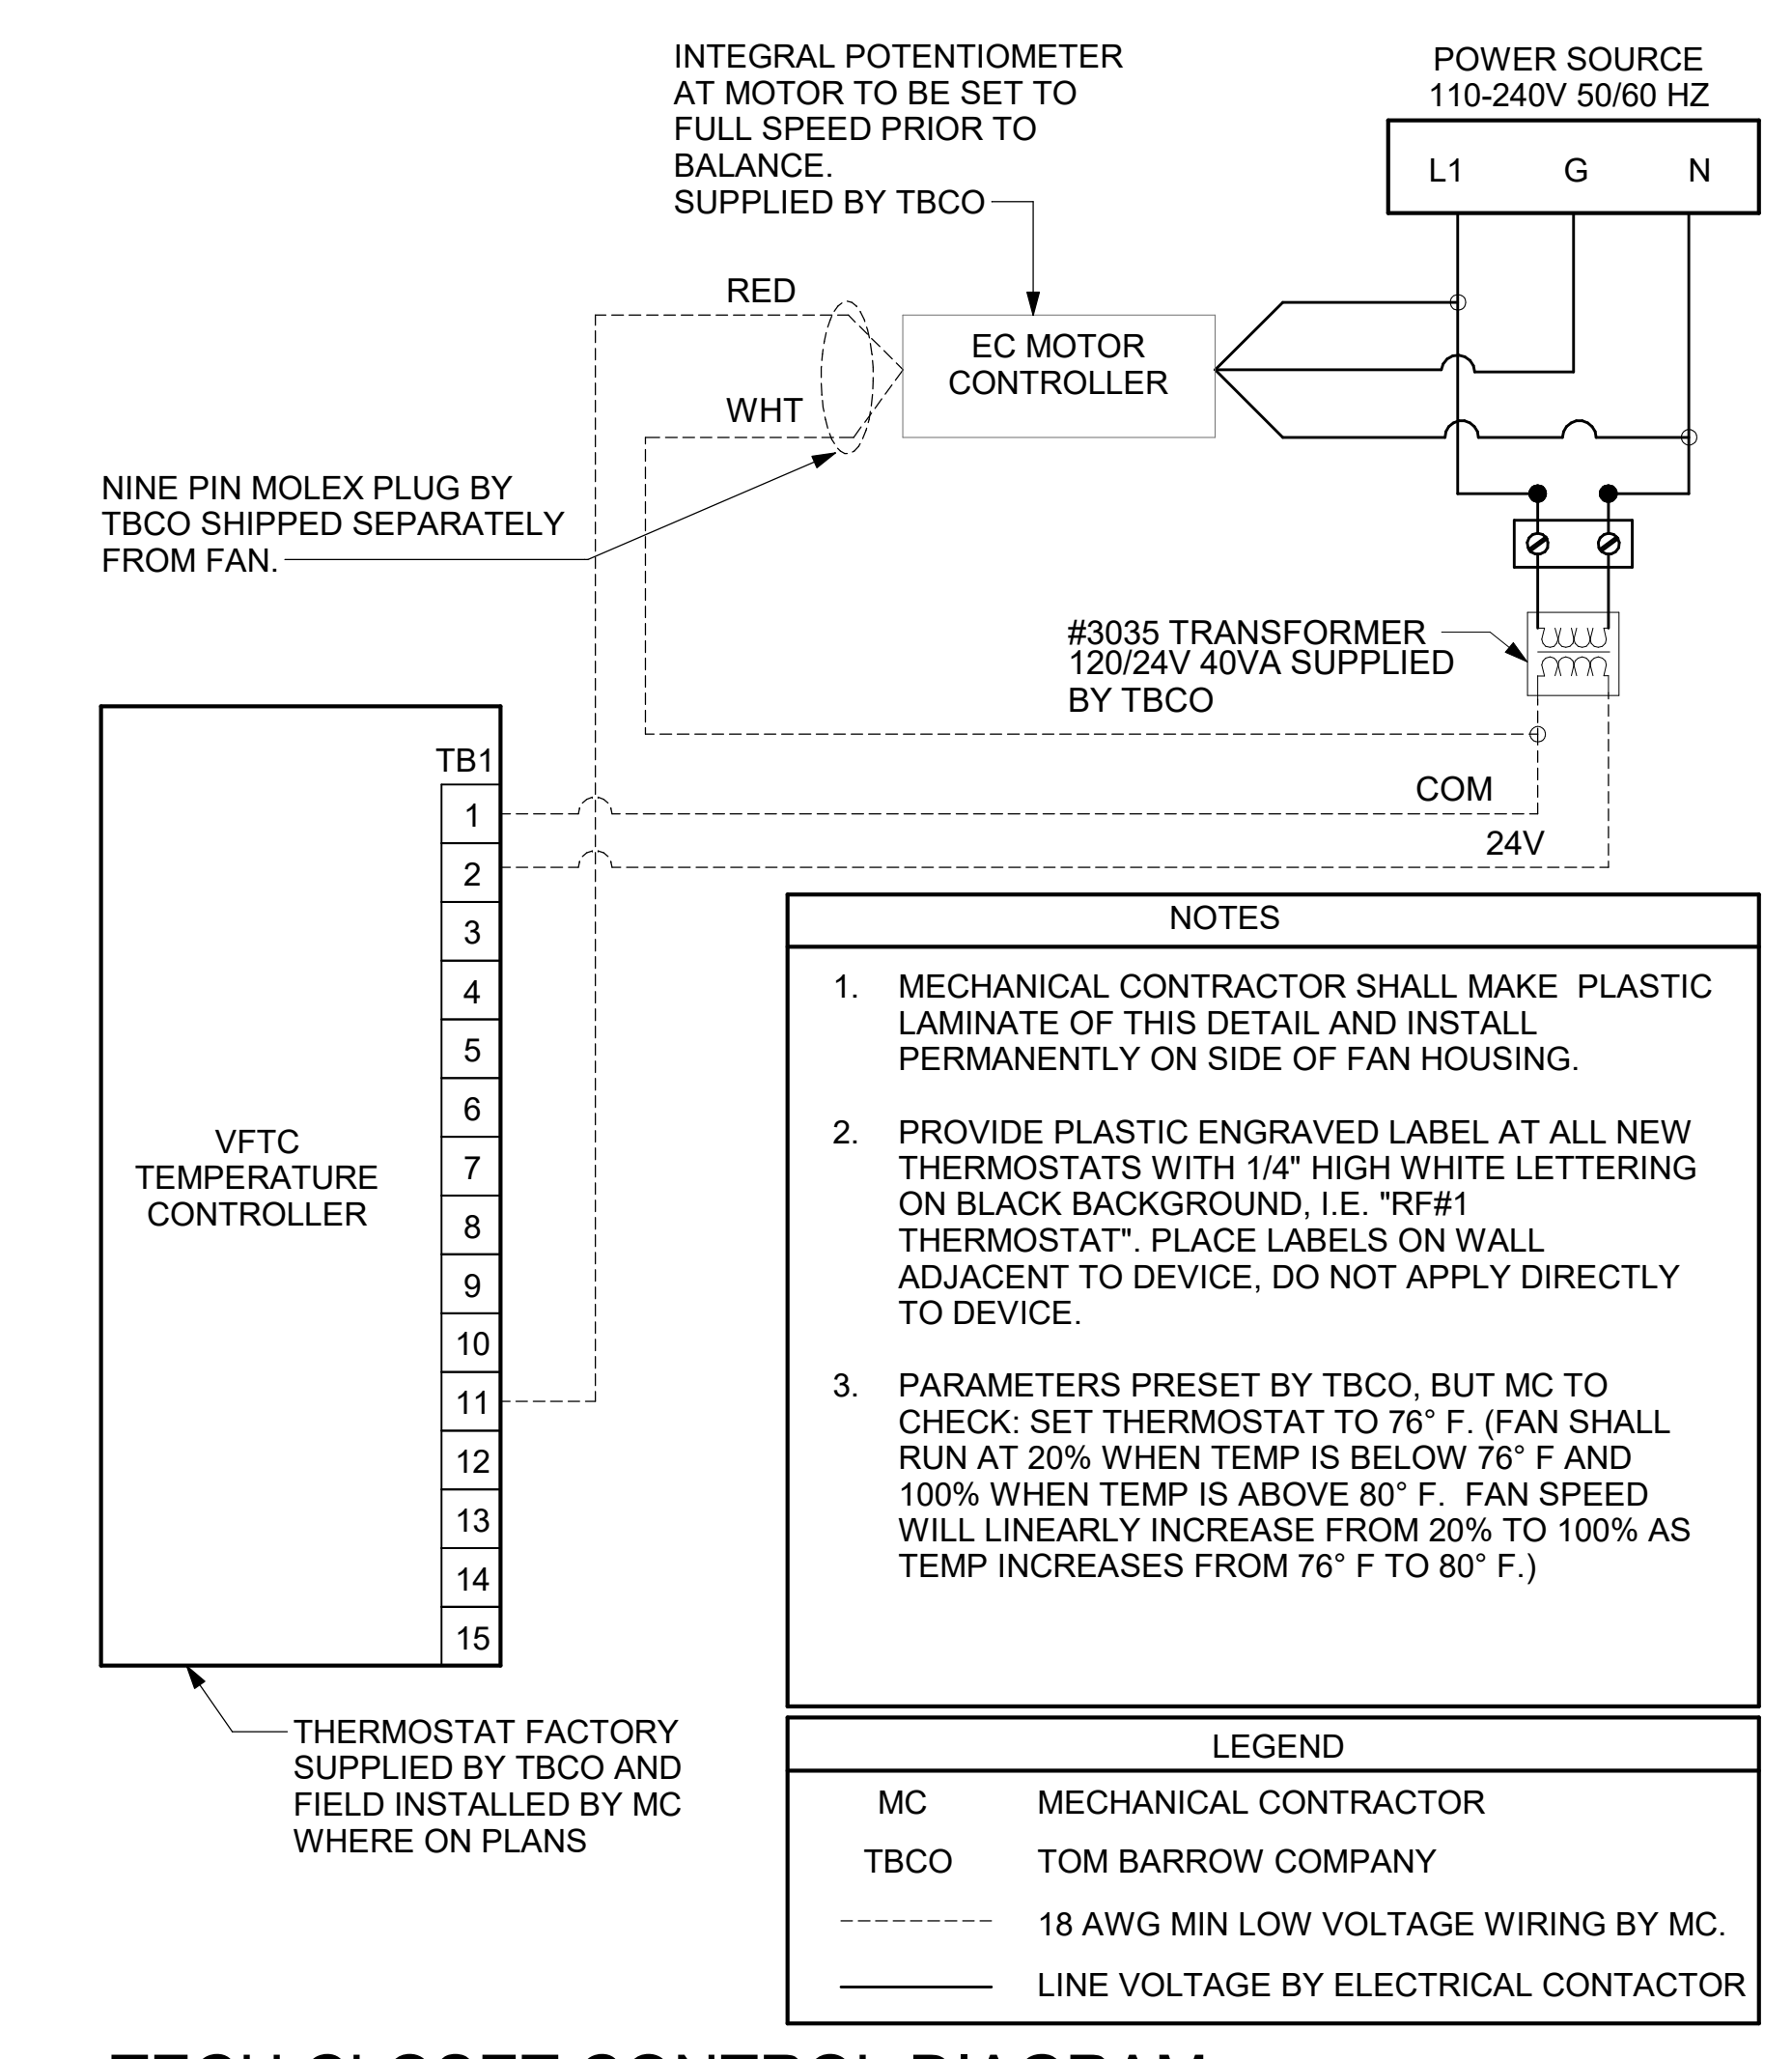 INTEGRAL POTENTIOMETER
AT MOTOR TO BE SET TO
FULL SPEED PRIOR TO
BALANCE.
SUPPLIED BY TBCO
POWER SOURCE
110-240V 50/60 HZ
L1 G N
RED
EC MOTOR
CONTROLLER
WHT
NINE PIN MOLEX PLUG BY
TBCO SHIPPED SEPARATELY
FROM FAN.
#3035 TRANSFORMER
120/24V 40VA SUPPLIED
BY TBCO
COM
24V
TB1
1
2
3
4
5
6
7
8
9
10
11
12
13
14
15
VFTC
TEMPERATURE
CONTROLLER
THERMOSTAT FACTORY
SUPPLIED BY TBCO AND
FIELD INSTALLED BY MC
WHERE ON PLANS
NOTES
1. MECHANICAL CONTRACTOR SHALL MAKE PLASTIC
LAMINATE OF THIS DETAIL AND INSTALL
PERMANENTLY ON SIDE OF FAN HOUSING.
2. PROVIDE PLASTIC ENGRAVED LABEL AT ALL NEW
THERMOSTATS WITH 1/4" HIGH WHITE LETTERING
ON BLACK BACKGROUND, I.E. "RF#1
THERMOSTAT". PLACE LABELS ON WALL
ADJACENT TO DEVICE, DO NOT APPLY DIRECTLY
TO DEVICE.
3. PARAMETERS PRESET BY TBCO, BUT MC TO
CHECK: SET THERMOSTAT TO 76° F. (FAN SHALL
RUN AT 20% WHEN TEMP IS BELOW 76° F AND
100% WHEN TEMP IS ABOVE 80° F. FAN SPEED
WILL LINEARLY INCREASE FROM 20% TO 100% AS
TEMP INCREASES FROM 76° F TO 80° F.)
LEGEND
MC MECHANICAL CONTRACTOR
TBCO TOM BARROW COMPANY
18 AWG MIN LOW VOLTAGE WIRING BY MC.
LINE VOLTAGE BY ELECTRICAL CONTACTOR
TECH CLOSET CONTROL DIAGRAM